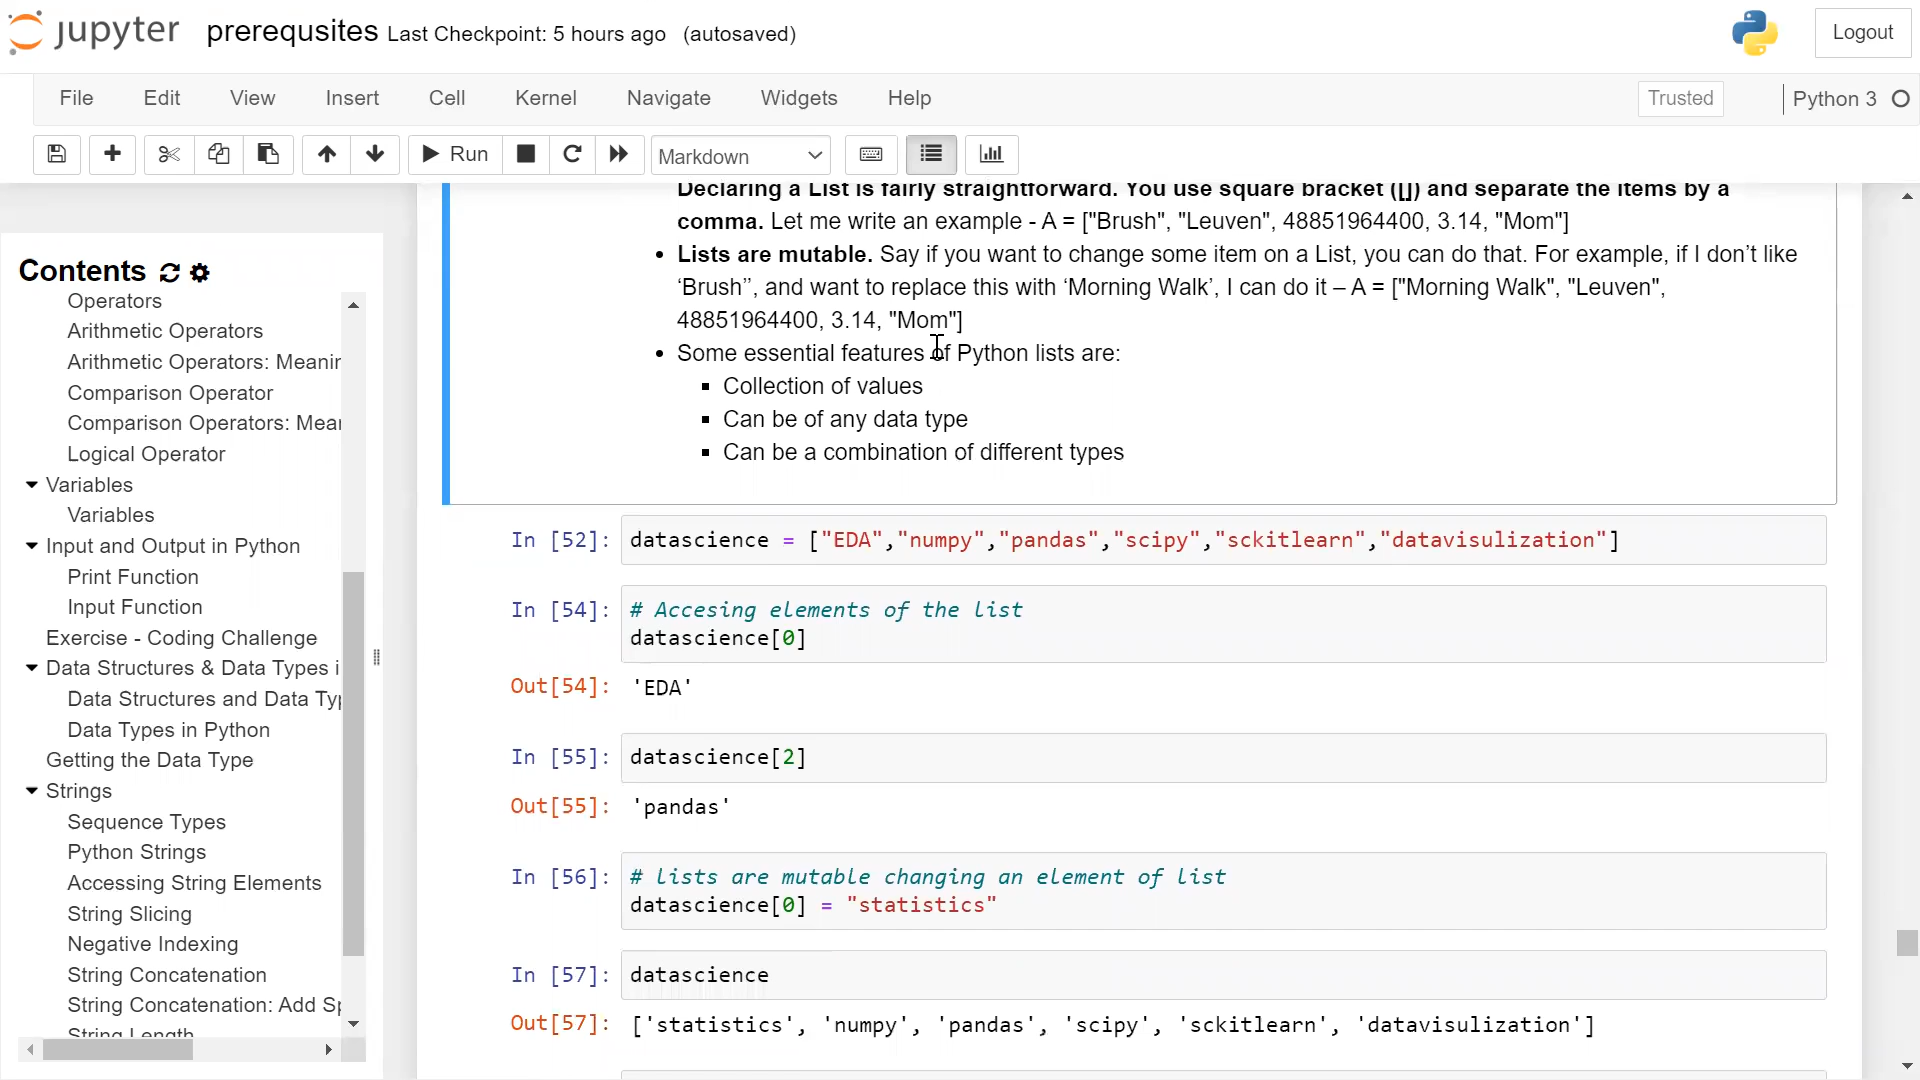 jupyter prerequsites Last Checkpoint: 5 hours ago (autosaved)
Logout
File Edit View Insert Cell Kernel Navigate Widgets Help
Trusted
Python 3
Run
Markdown
Contents
Operators
Arithmetic Operators
Arithmetic Operators: Meanin
Comparison Operator
Comparison Operators: Mea
Logical Operator
Variables
Variables
Input and Output in Python
Print Function
Input Function
Exercise - Coding Challenge
Data Structures & Data Types i
Data Structures and Data Ty
Data Types in Python
Getting the Data Type
Strings
Sequence Types
Python Strings
Accessing String Elements
String Slicing
Negative Indexing
String Concatenation
String Concatenation: Add S
String Length
Declaring a List is fairly straightforward. You use square bracket ([]) and separate the items by a
comma. Let me write an example - A = ["Brush", "Leuven", 48851964400, 3.14, "Mom"]
Lists are mutable. Say if you want to change some item on a List, you can do that. For example, if I don’t like
‘Brush’’, and want to replace this with ‘Morning Walk’, I can do it – A = ["Morning Walk", "Leuven",
48851964400, 3.14, "Mom"]
Some essential features of Python lists are:
Collection of values
Can be of any data type
Can be a combination of different types
In [52]: datascience = ["EDA","numpy","pandas","scipy","sckitlearn","datavisulization"]
In [54]: # Accesing elements of the list
datascience[0]
Out[54]: 'EDA'
In [55]: datascience[2]
Out[55]: 'pandas'
In [56]: # lists are mutable changing an element of list
datascience[0] = "statistics"
In [57]: datascience
Out[57]: ['statistics', 'numpy', 'pandas', 'scipy', 'sckitlearn', 'datavisulization']